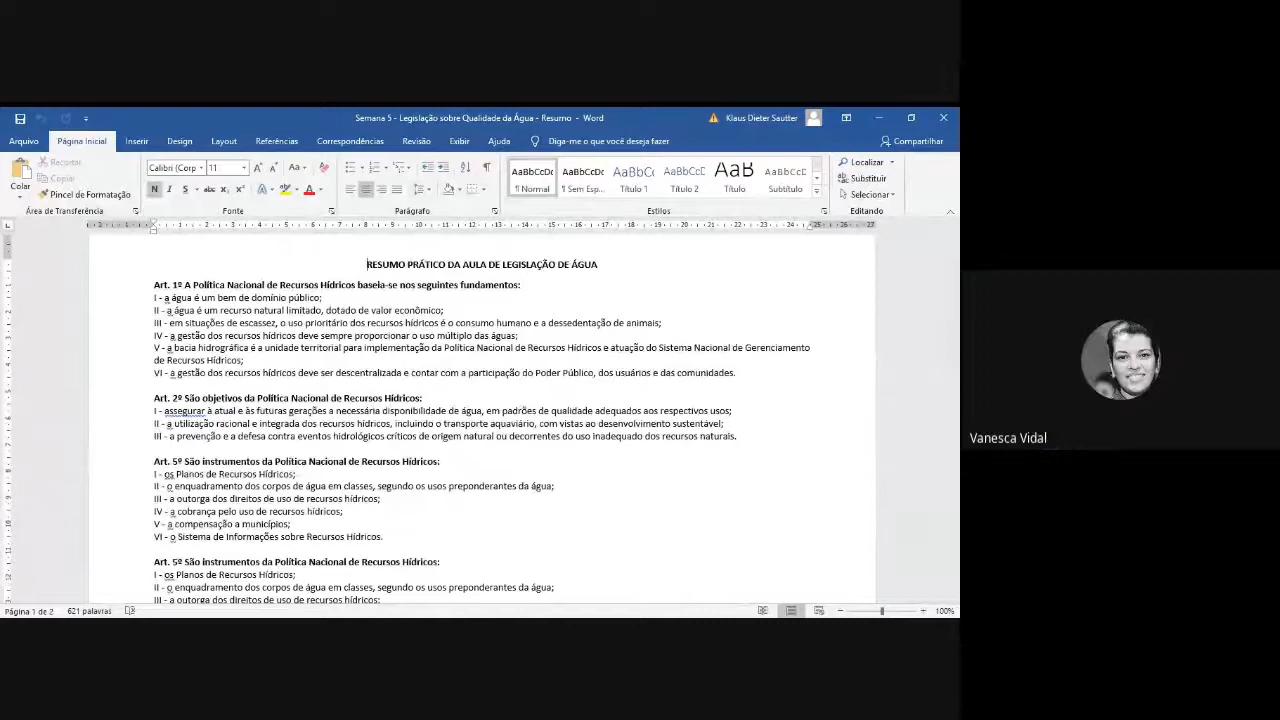 Semana 5 - Legislação sobre Qualidade da Água - Resumo - Word
Klaus Dieter Sautter
Arquivo Página Inicial Inserir Design Layout Referências Correspondências Revisão Exibir Ajuda Diga-me o que você deseja fazer Compartilhar
Colar
Recortar
Copiar
Pincel de Formatação
Área de Transferência
Calibri (Corp 11
Fonte
Parágrafo
AaBbCcDc AaBbCcDc AaBbCc AaBbCcD AaB AaBbCcD
¶ Normal ¶ Sem Esp... Título 1 Título 2 Título Subtítulo
Estilos
Localizar
Substituir
Selecionar
Editando
RESUMO PRÁTICO DA AULA DE LEGISLAÇÃO DE ÁGUA
Art. 1º A Política Nacional de Recursos Hídricos baseia-se nos seguintes fundamentos:
I - a água é um bem de domínio público;
II - a água é um recurso natural limitado, dotado de valor econômico;
III - em situações de escassez, o uso prioritário dos recursos hídricos é o consumo humano e a dessedentação de animais;
IV - a gestão dos recursos hídricos deve sempre proporcionar o uso múltiplo das águas;
V - a bacia hidrográfica é a unidade territorial para implementação da Política Nacional de Recursos Hídricos e atuação do Sistema Nacional de Gerenciamento
de Recursos Hídricos;
VI - a gestão dos recursos hídricos deve ser descentralizada e contar com a participação do Poder Público, dos usuários e das comunidades.
Art. 2º São objetivos da Política Nacional de Recursos Hídricos:
I - assegurar à atual e às futuras gerações a necessária disponibilidade de água, em padrões de qualidade adequados aos respectivos usos;
II - a utilização racional e integrada dos recursos hídricos, incluindo o transporte aquaviário, com vistas ao desenvolvimento sustentável;
III - a prevenção e a defesa contra eventos hidrológicos críticos de origem natural ou decorrentes do uso inadequado dos recursos naturais.
Art. 5º São instrumentos da Política Nacional de Recursos Hídricos:
I - os Planos de Recursos Hídricos;
II - o enquadramento dos corpos de água em classes, segundo os usos preponderantes da água;
III - a outorga dos direitos de uso de recursos hídricos;
IV - a cobrança pelo uso de recursos hídricos;
V - a compensação a municípios;
VI - o Sistema de Informações sobre Recursos Hídricos.
Art. 5º São instrumentos da Política Nacional de Recursos Hídricos:
I - os Planos de Recursos Hídricos;
II - o enquadramento dos corpos de água em classes, segundo os usos preponderantes da água;
III - a outorga dos direitos de uso de recursos hídricos;
Página 1 de 2 621 palavras 100%
Vanesca Vidal